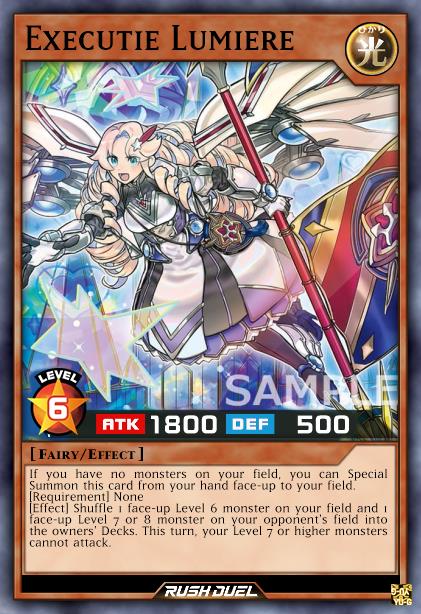 Executie Lumiere
ひかり
光
SAMPLE
LEVEL
6
ATK 1800 DEF 500
[ Fairy/Effect ]
If you have no monsters on your field, you can Special
Summon this card from your hand face-up to your field.
[Requirement] None
[Effect] Shuffle 1 face-up Level 6 monster on your field and 1
face-up Level 7 or 8 monster on your opponent's field into
the owners' Decks. This turn, your Level 7 or higher monsters
cannot attack.
RUSH DUEL